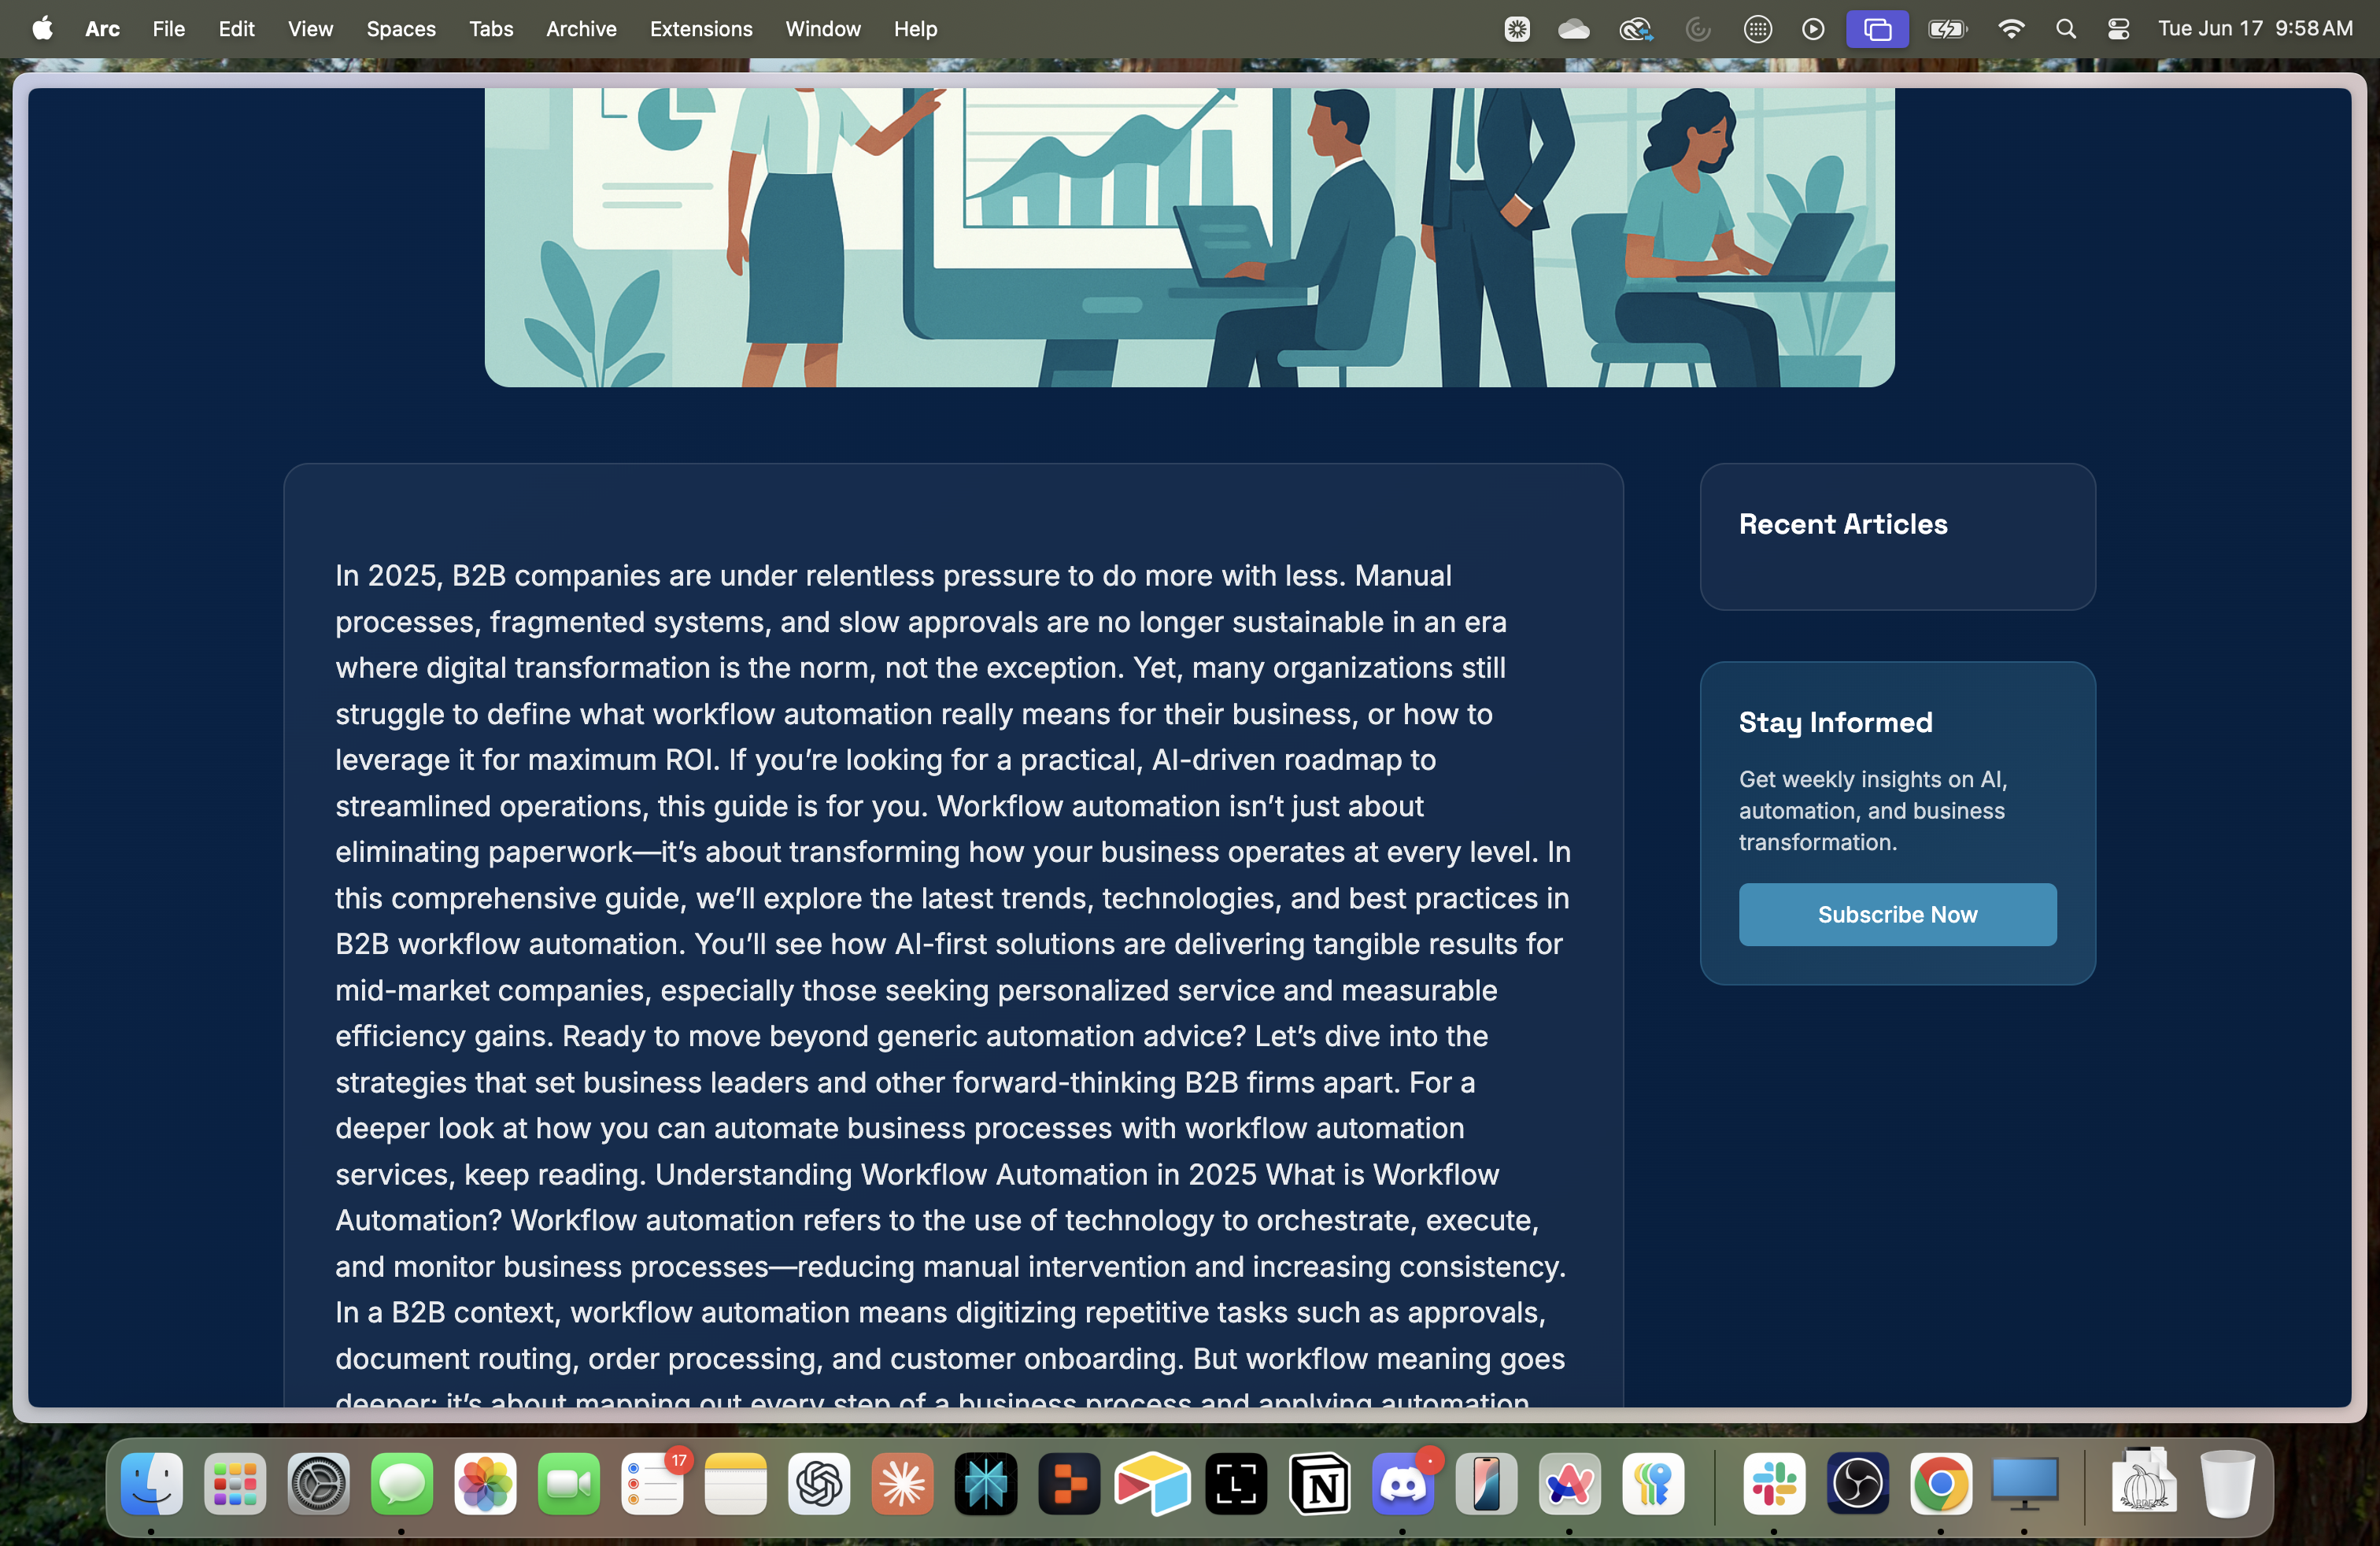 Arc File Edit View Spaces Tabs Archive Extensions Window Help Tue Jun 17 9:58 AM
In 2025, B2B companies are under relentless pressure to do more with less. Manual
processes, fragmented systems, and slow approvals are no longer sustainable in an era
where digital transformation is the norm, not the exception. Yet, many organizations still
struggle to define what workflow automation really means for their business, or how to
leverage it for maximum ROI. If you’re looking for a practical, AI-driven roadmap to
streamlined operations, this guide is for you. Workflow automation isn’t just about
eliminating paperwork—it’s about transforming how your business operates at every level. In
this comprehensive guide, we’ll explore the latest trends, technologies, and best practices in
B2B workflow automation. You’ll see how AI-first solutions are delivering tangible results for
mid-market companies, especially those seeking personalized service and measurable
efficiency gains. Ready to move beyond generic automation advice? Let’s dive into the
strategies that set business leaders and other forward-thinking B2B firms apart. For a
deeper look at how you can automate business processes with workflow automation
services, keep reading. Understanding Workflow Automation in 2025 What is Workflow
Automation? Workflow automation refers to the use of technology to orchestrate, execute,
and monitor business processes—reducing manual intervention and increasing consistency.
In a B2B context, workflow automation means digitizing repetitive tasks such as approvals,
document routing, order processing, and customer onboarding. But workflow meaning goes
deeper: it’s about mapping out every step of a business process and applying automation
Recent Articles
Stay Informed
Get weekly insights on AI,
automation, and business
transformation.
Subscribe Now
17